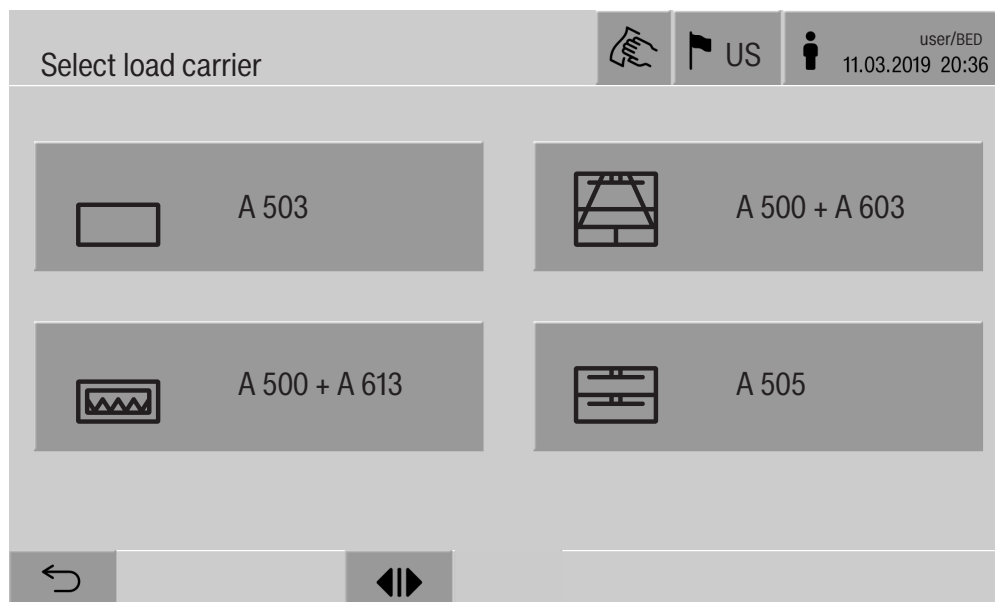 Select load carrier
US
user/BED
11.03.2019 20:36
A 503
A 500 + A 603
A 500 + A 613
A 505